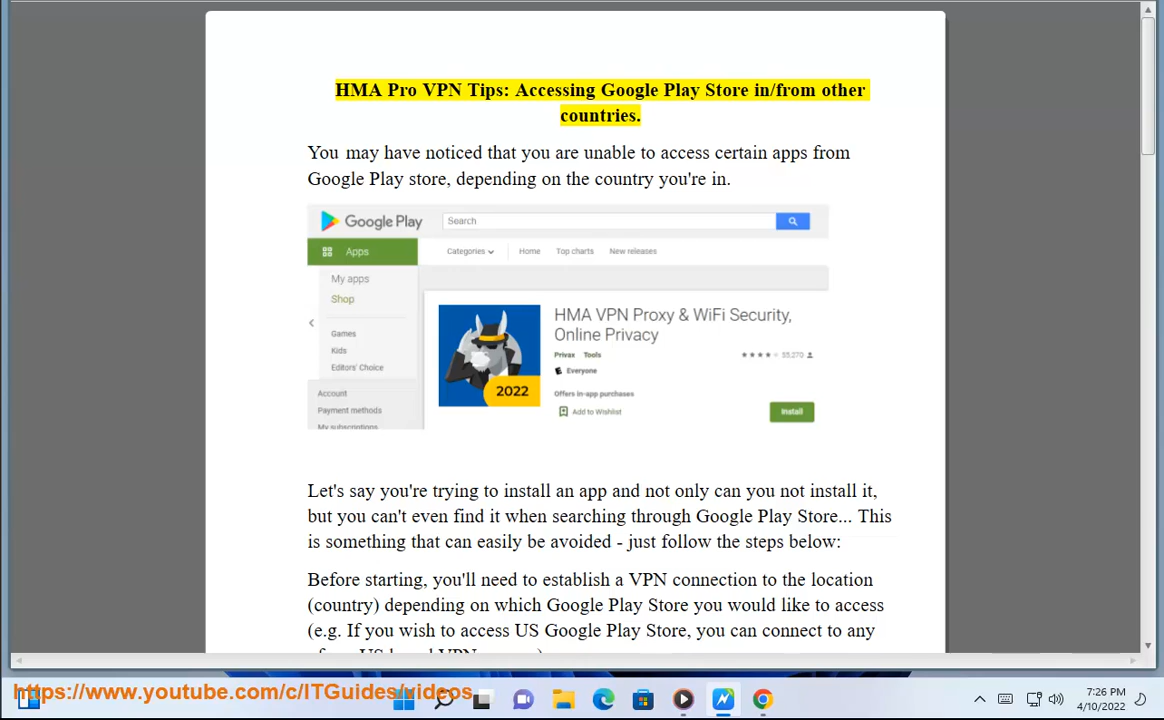 HMA Pro VPN Tips: Accessing Google Play Store in/from other
countries.
You may have noticed that you are unable to access certain apps from
Google Play store, depending on the country you're in.
Google Play
Search
Apps
Categories
Home
Top charts
New releases
My apps
Shop
Games
Kids
Editors' Choice
Account
Payment methods
My subscriptions
HMA VPN Proxy & WiFi Security,
Online Privacy
Privax Tools
55,270
Everyone
Offers in-app purchases
Add to Wishlist
Install
2022
Let's say you're trying to install an app and not only can you not install it,
but you can't even find it when searching through Google Play Store... This
is something that can easily be avoided - just follow the steps below:
Before starting, you'll need to establish a VPN connection to the location
(country) depending on which Google Play Store you would like to access
(e.g. If you wish to access US Google Play Store, you can connect to any
https://www.youtube.com/c/ITGuides/videos
7:26 PM
4/10/2022